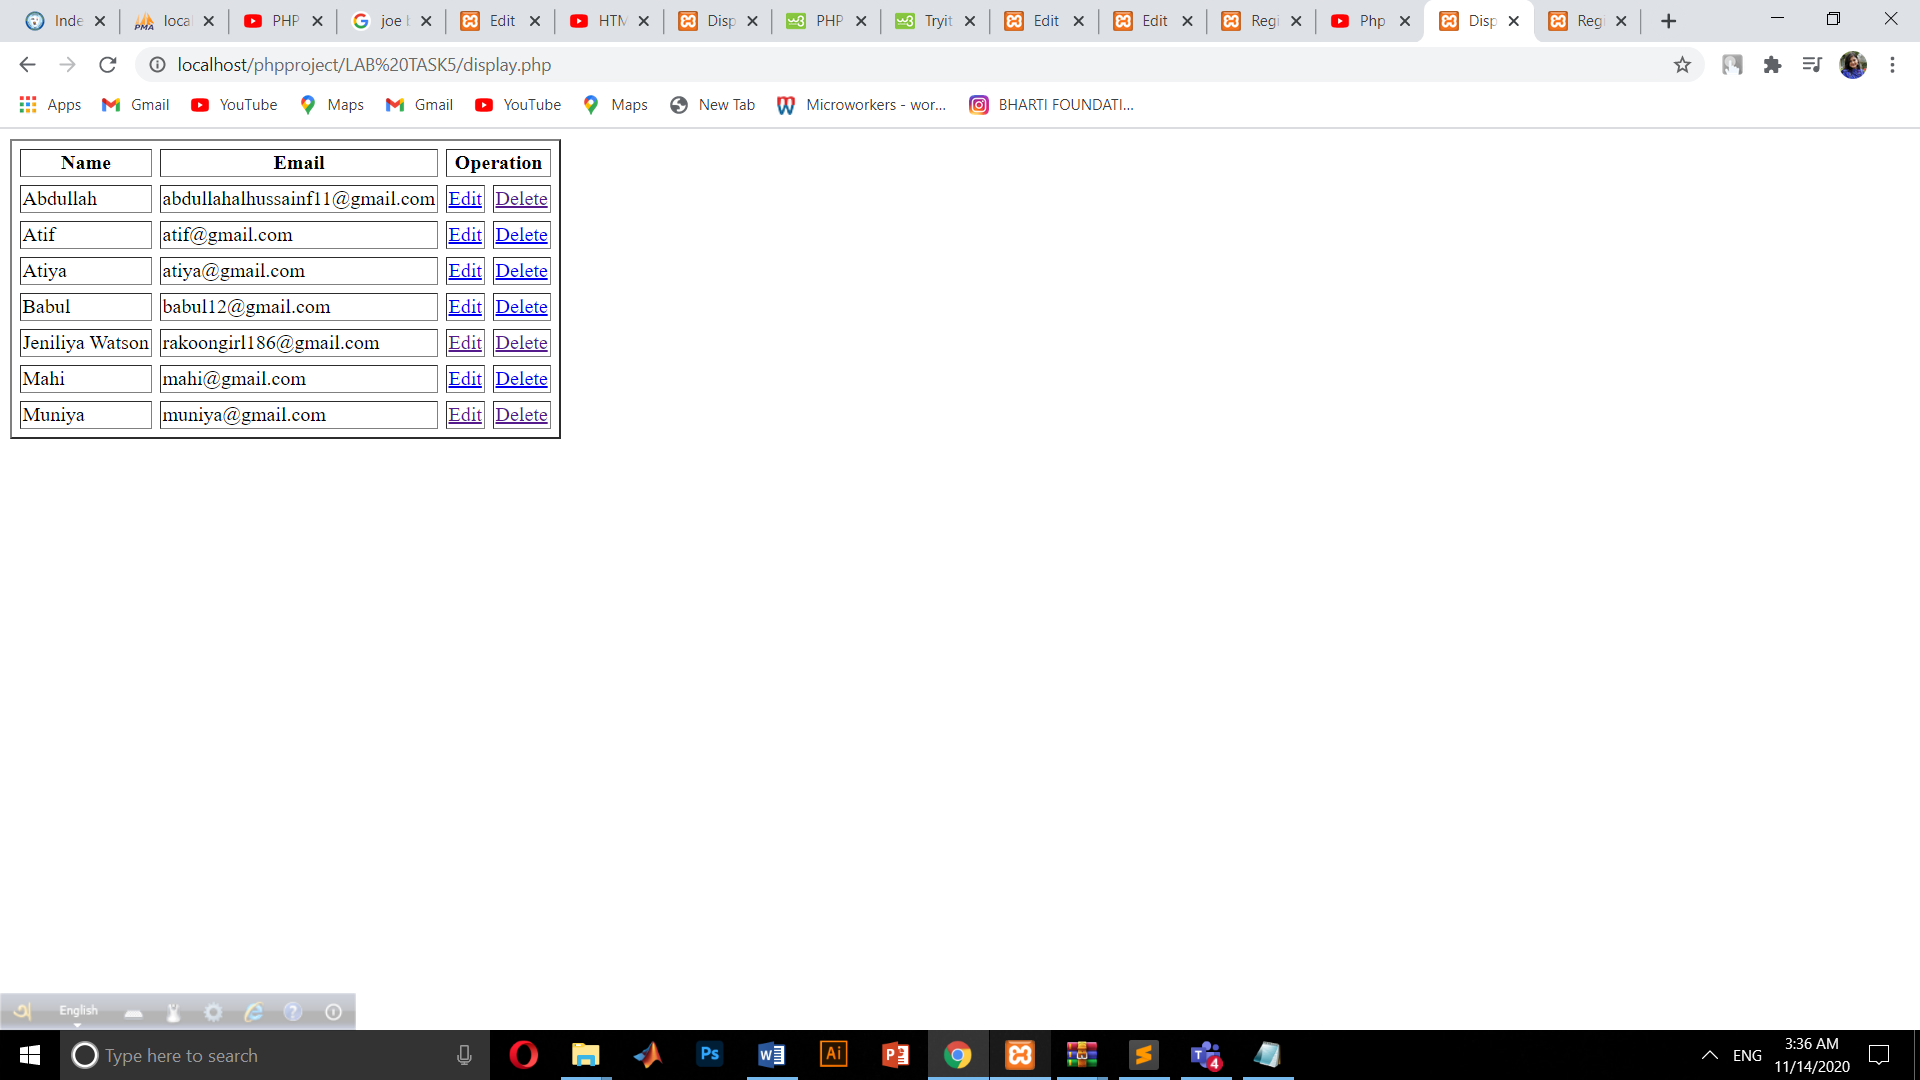 Inde loca PHP joe b Edit HTM Disp PHP Tryit Edit Edit Regi Php Disp Regi
localhost/phpproject/LAB%20TASK5/display.php
Apps Gmail YouTube Maps Gmail YouTube Maps New Tab Microworkers - wor... BHARTI FOUNDATI...
Name Email Operation
Abdullah abdullahalhussainf11@gmail.com Edit Delete
Atif atif@gmail.com Edit Delete
Atiya atiya@gmail.com Edit Delete
Babul babul12@gmail.com Edit Delete
Jeniliya Watson rakoongirl186@gmail.com Edit Delete
Mahi mahi@gmail.com Edit Delete
Muniya muniya@gmail.com Edit Delete
English
Type here to search
ENG
3:36 AM
11/14/2020